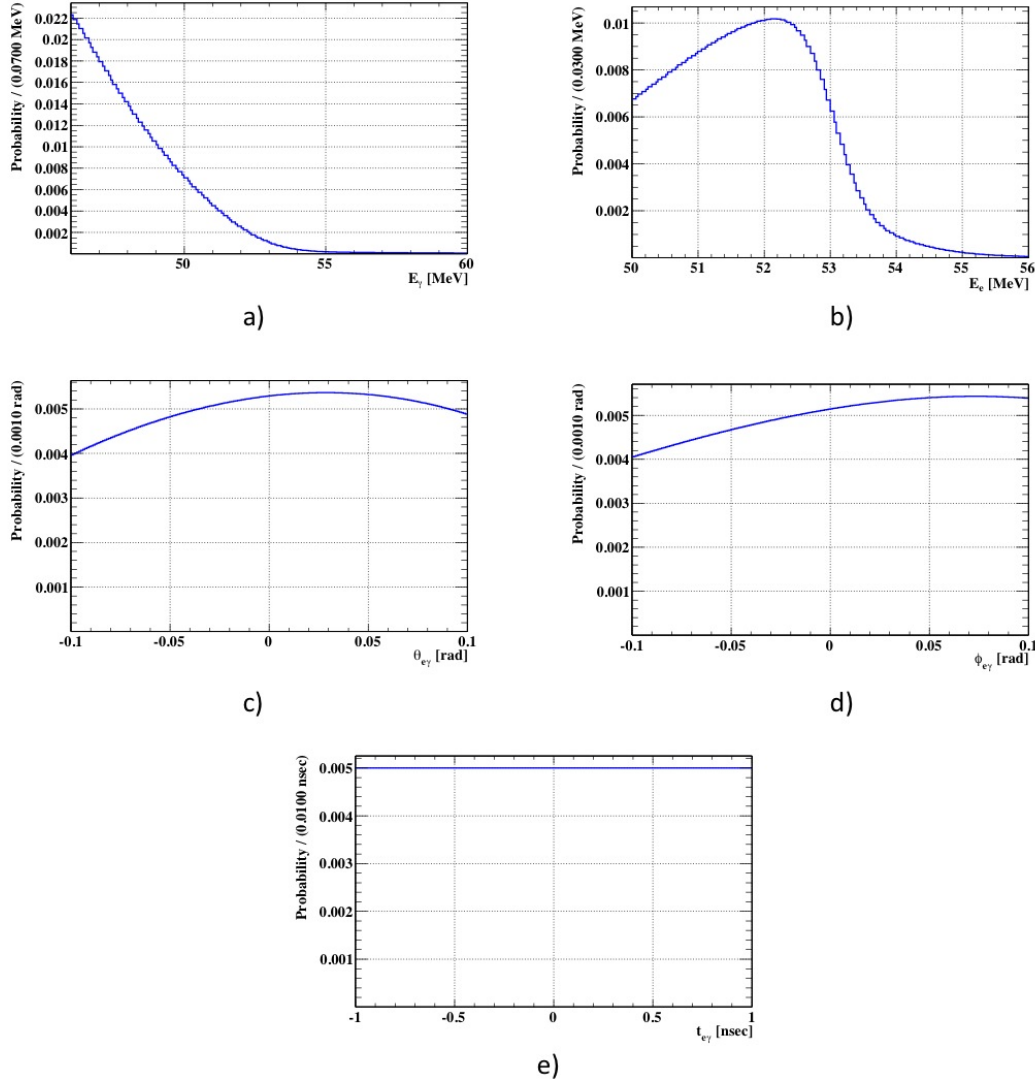 Probability / (0.0700 MeV)
0.022
0.02
0.018
0.016
0.014
0.012
0.01
0.008
0.006
0.004
0.002
50 55 60
Eγ [MeV]
a)
Probability / (0.0300 MeV)
0.01
0.008
0.006
0.004
0.002
50 51 52 53 54 55 56
Ee [MeV]
b)
Probability / (0.0010 rad)
0.005
0.004
0.003
0.002
0.001
-0.1 -0.05 0 0.05 0.1
θeγ [rad]
c)
Probability / (0.0010 rad)
0.005
0.004
0.003
0.002
0.001
-0.1 -0.05 0 0.05 0.1
ϕeγ [rad]
d)
Probability / (0.0100 nsec)
0.005
0.004
0.003
0.002
0.001
-1 -0.5 0 0.5 1
teγ [nsec]
e)